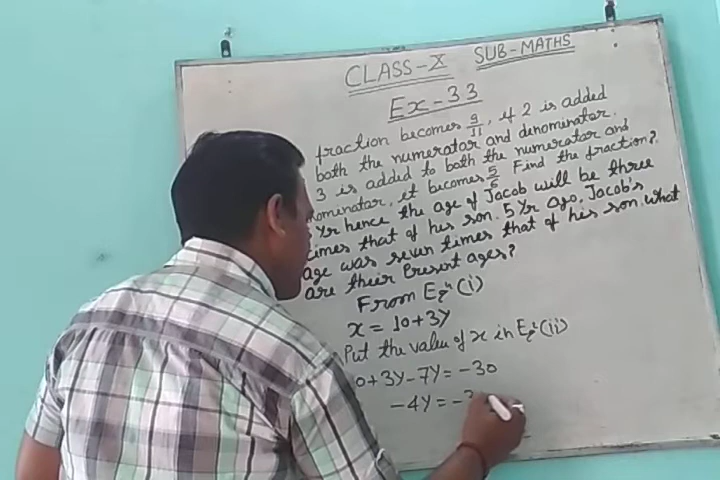 CLASS-X SUB-MATHS
Ex-3.3
fraction becomes 9/11, if 2 is added
both the numerator and denominator.
3 is added to both the numerator and
nominator, it becomes 5/6. Find the fraction?
Yr hence the age of Jacob will be three
times that of his son. 5 Yr ago, Jacob's
age was seven times that of his son. What
are their Present ages?
From Eqⁿ (i)
x = 10+3y
Put the value of x in Eqⁿ (ii)
0+3y-7y=-30
-4y=-3